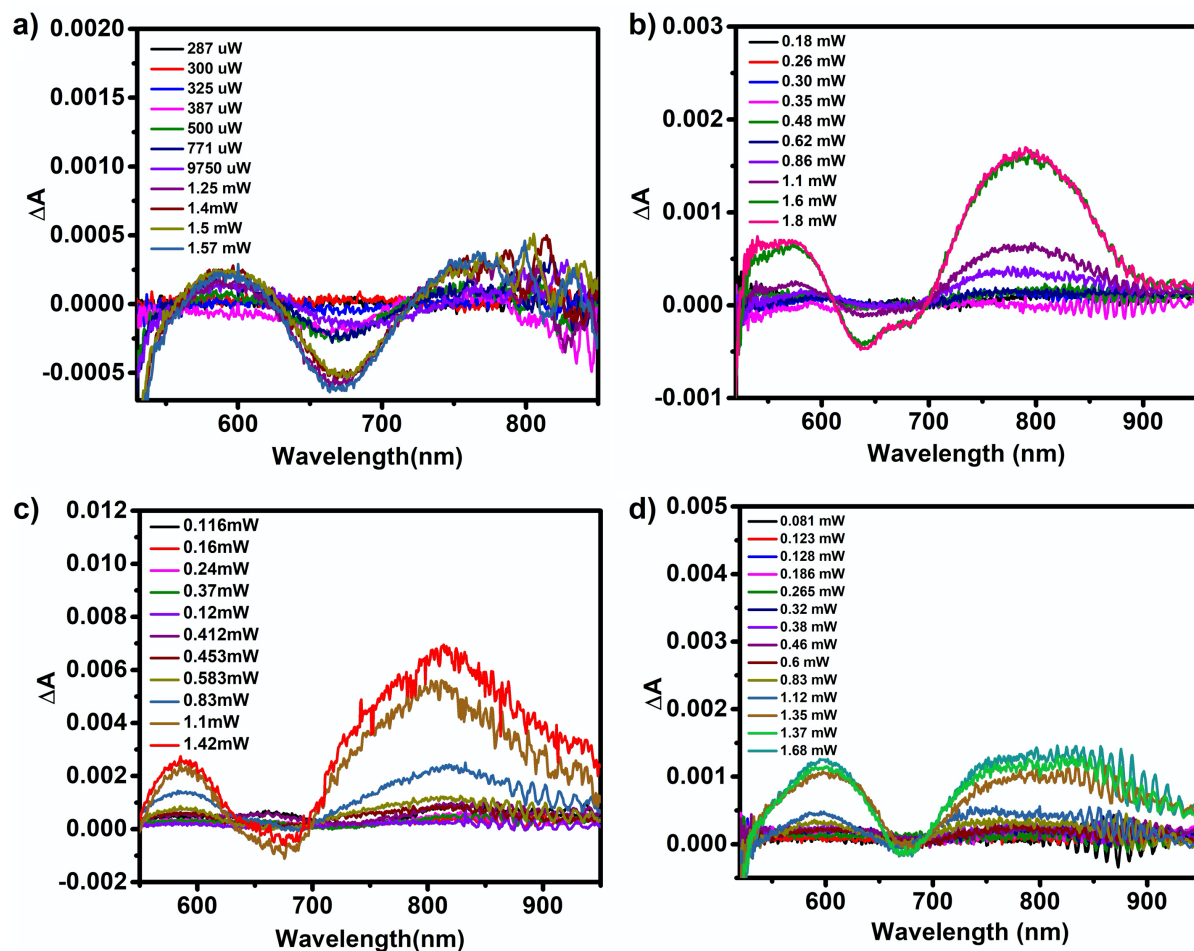 a)
0.0020
0.0015
0.0010
0.0005
0.0000
-0.0005
ΔA
287 uW
300 uW
325 uW
387 uW
500 uW
771 uW
9750 uW
1.25 mW
1.4mW
1.5 mW
1.57 mW
600 700 800
Wavelength(nm)
b)
0.003
0.002
0.001
0.000
-0.001
ΔA
0.18 mW
0.26 mW
0.30 mW
0.35 mW
0.48 mW
0.62 mW
0.86 mW
1.1 mW
1.6 mW
1.8 mW
600 700 800 900
Wavelength (nm)
c)
0.012
0.010
0.008
0.006
0.004
0.002
0.000
-0.002
ΔA
0.116mW
0.16mW
0.24mW
0.37mW
0.12mW
0.412mW
0.453mW
0.583mW
0.83mW
1.1mW
1.42mW
600 700 800 900
Wavelength(nm)
d)
0.005
0.004
0.003
0.002
0.001
0.000
ΔA
0.081 mW
0.123 mW
0.128 mW
0.186 mW
0.265 mW
0.32 mW
0.38 mW
0.46 mW
0.6 mW
0.83 mW
1.12 mW
1.35 mW
1.37 mW
1.68 mW
600 700 800 900
Wavelength (nm)